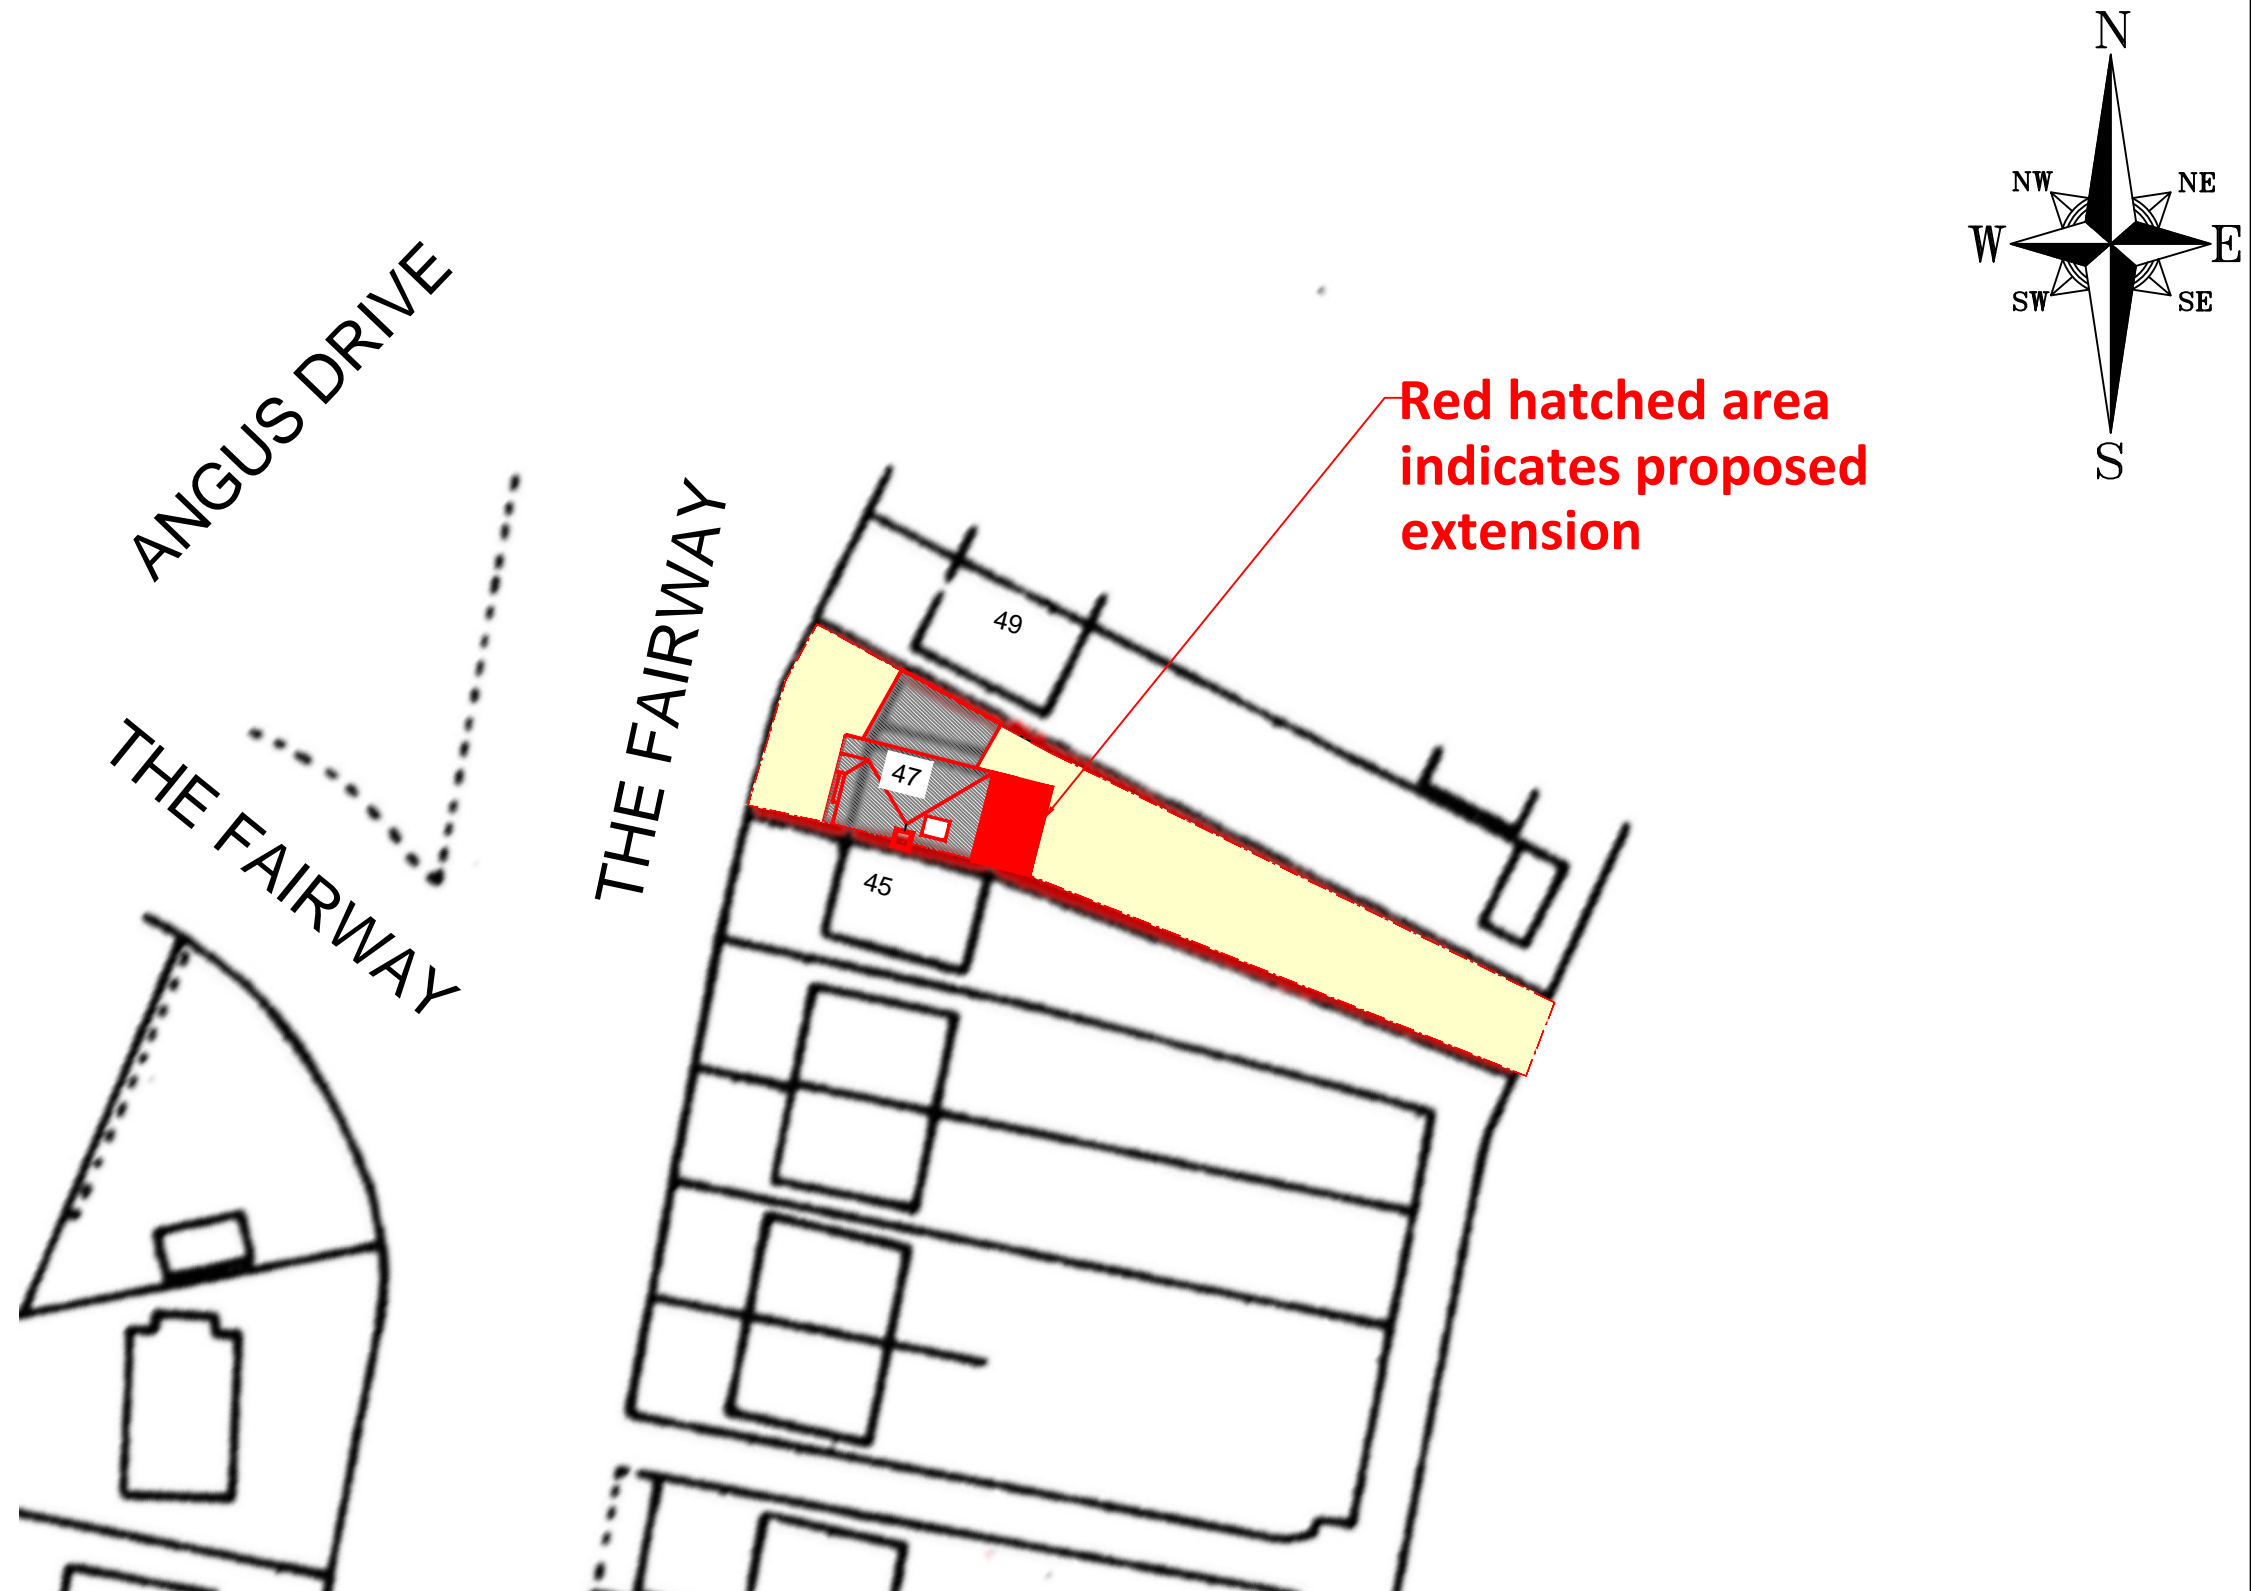 N
NW
NE
W
E
SW
SE
S
ANGUS DRIVE
THE FAIRWAY
THE FAIRWAY
Red hatched area
indicates proposed
extension
49
47
45